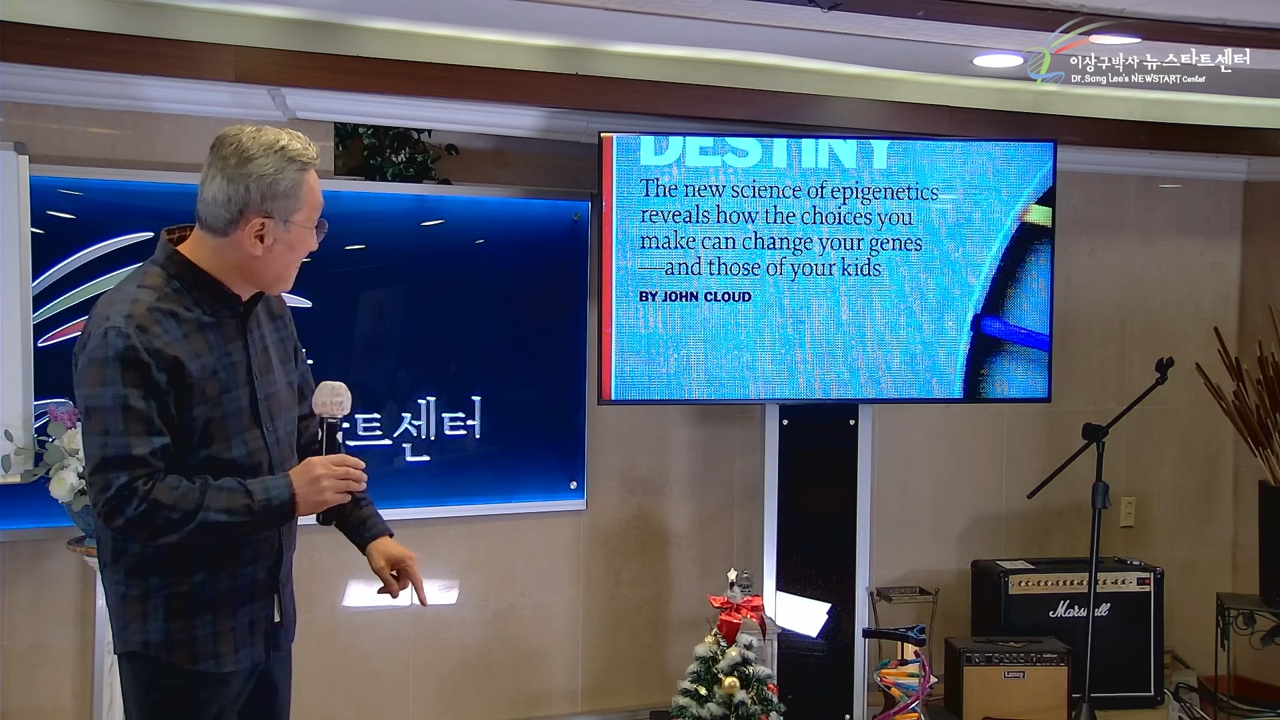 이상구박사 뉴스타트센터
Dr. Sang Lee's NEWSTART Center
DESTINY
The new science of epigenetics
reveals how the choices you
make can change your genes
—and those of your kids
BY JOHN CLOUD
트센터
Marshall
Laney